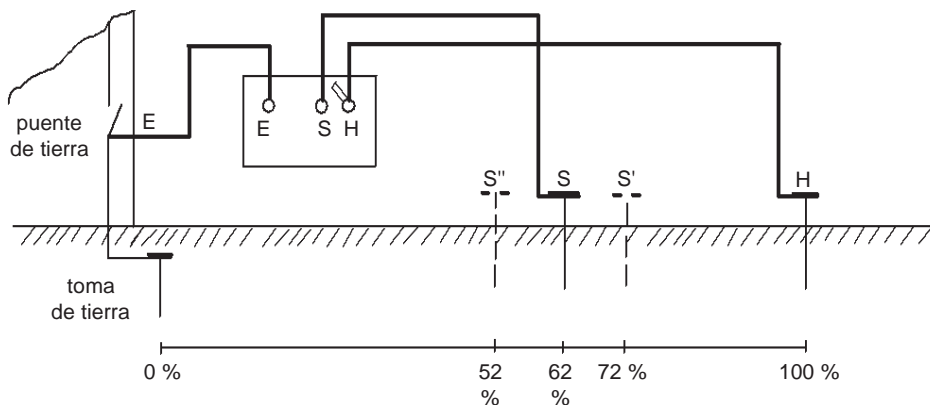 puente
de tierra
E
E S H
S" S S' H
toma
de tierra
0 % 52 % 62 % 72 % 100 %